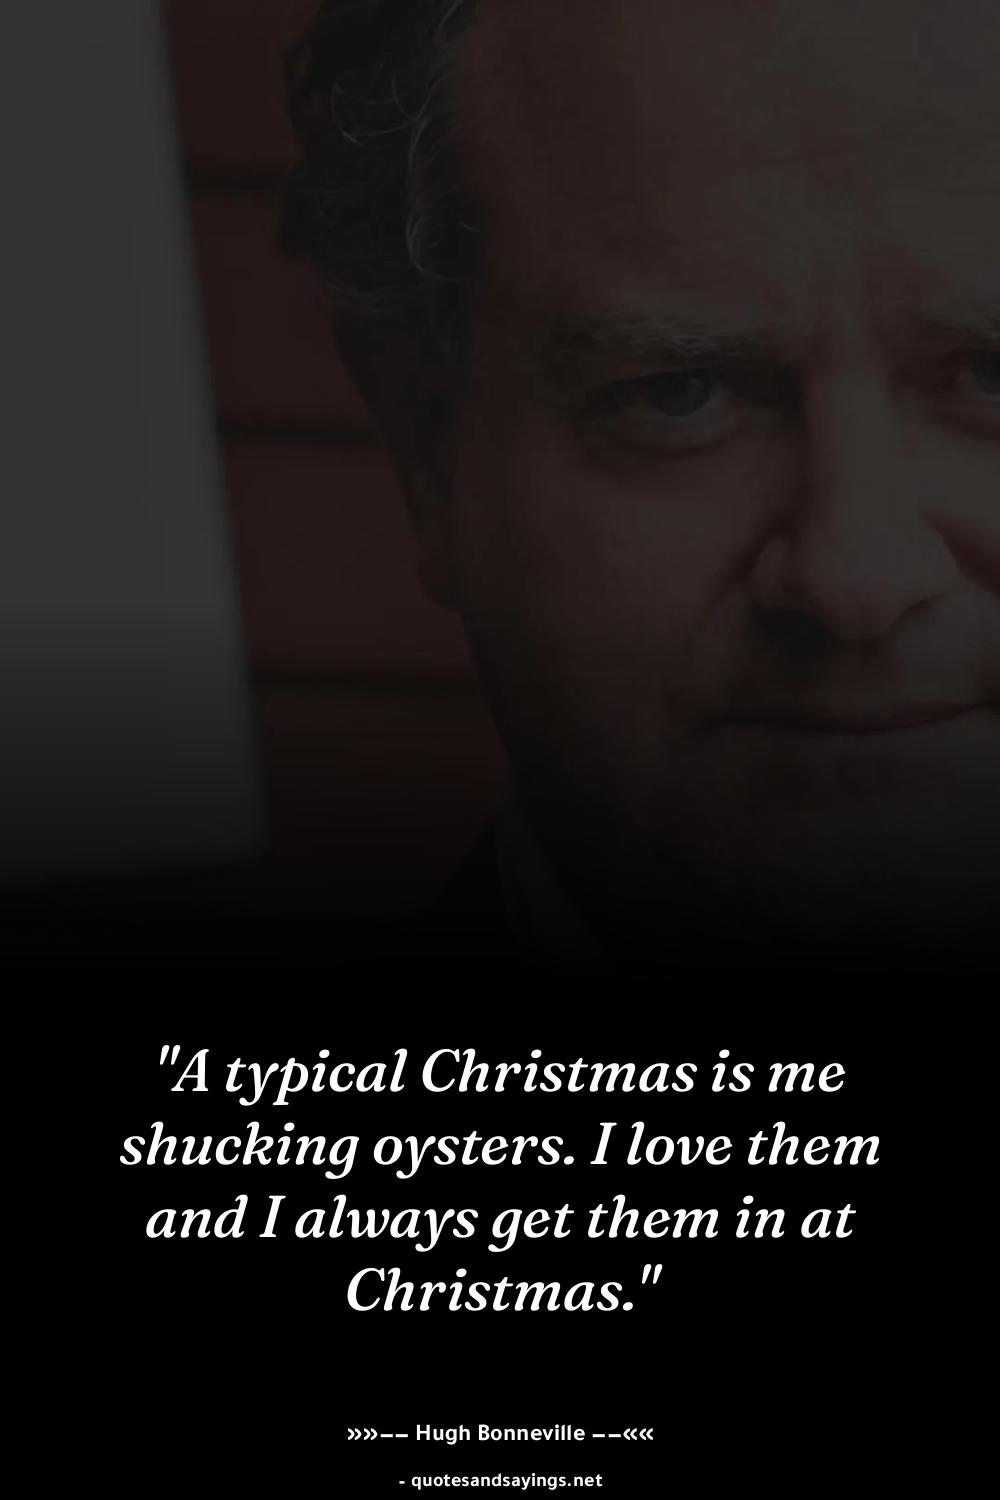 "A typical Christmas is me
shucking oysters. I love them
and I always get them in at
Christmas."
»»–– Hugh Bonneville ––««
- quotesandsayings.net